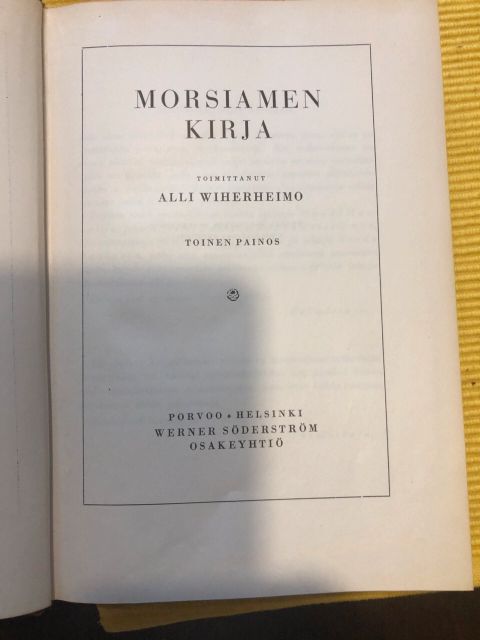 MORSIAMEN
KIRJA
TOIMITTANUT
ALLI WIHERHEIMO
TOINEN PAINOS
PORVOO • HELSINKI
WERNER SÖDERSTRÖM
OSAKEYHTIÖ